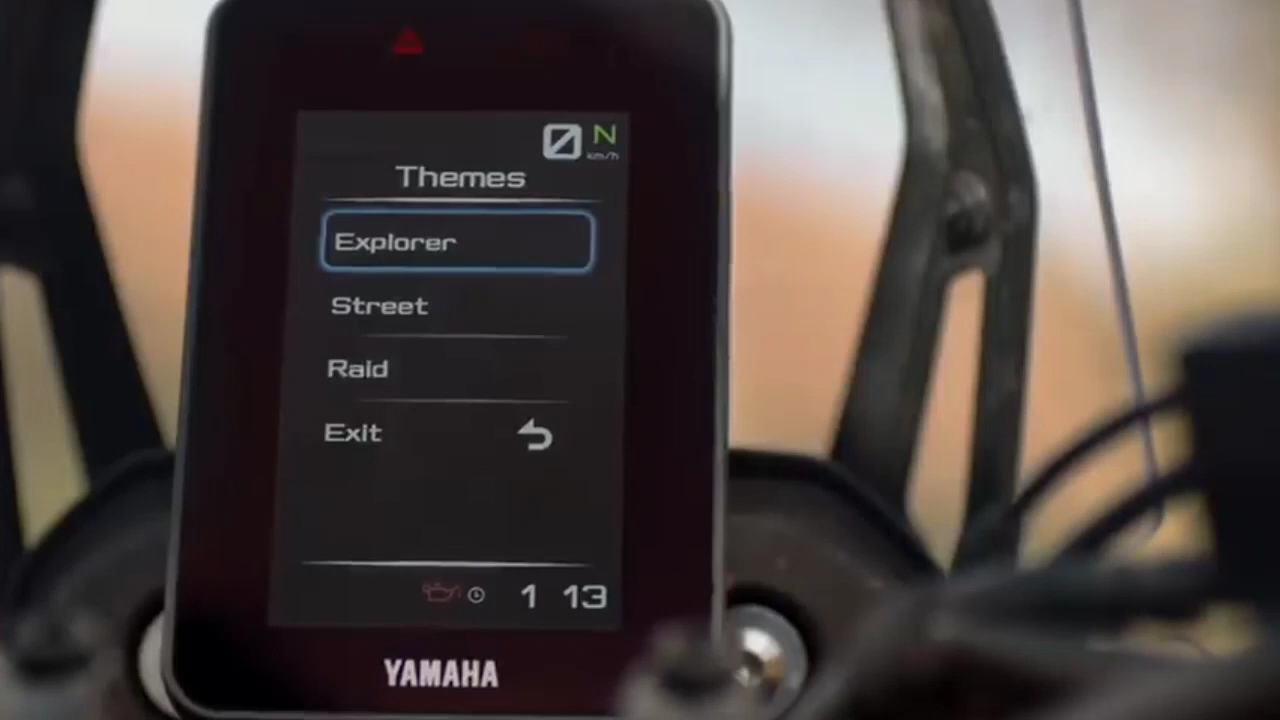 0 N
km/h
Themes
Explorer
Street
Raid
Exit
1 13
YAMAHA